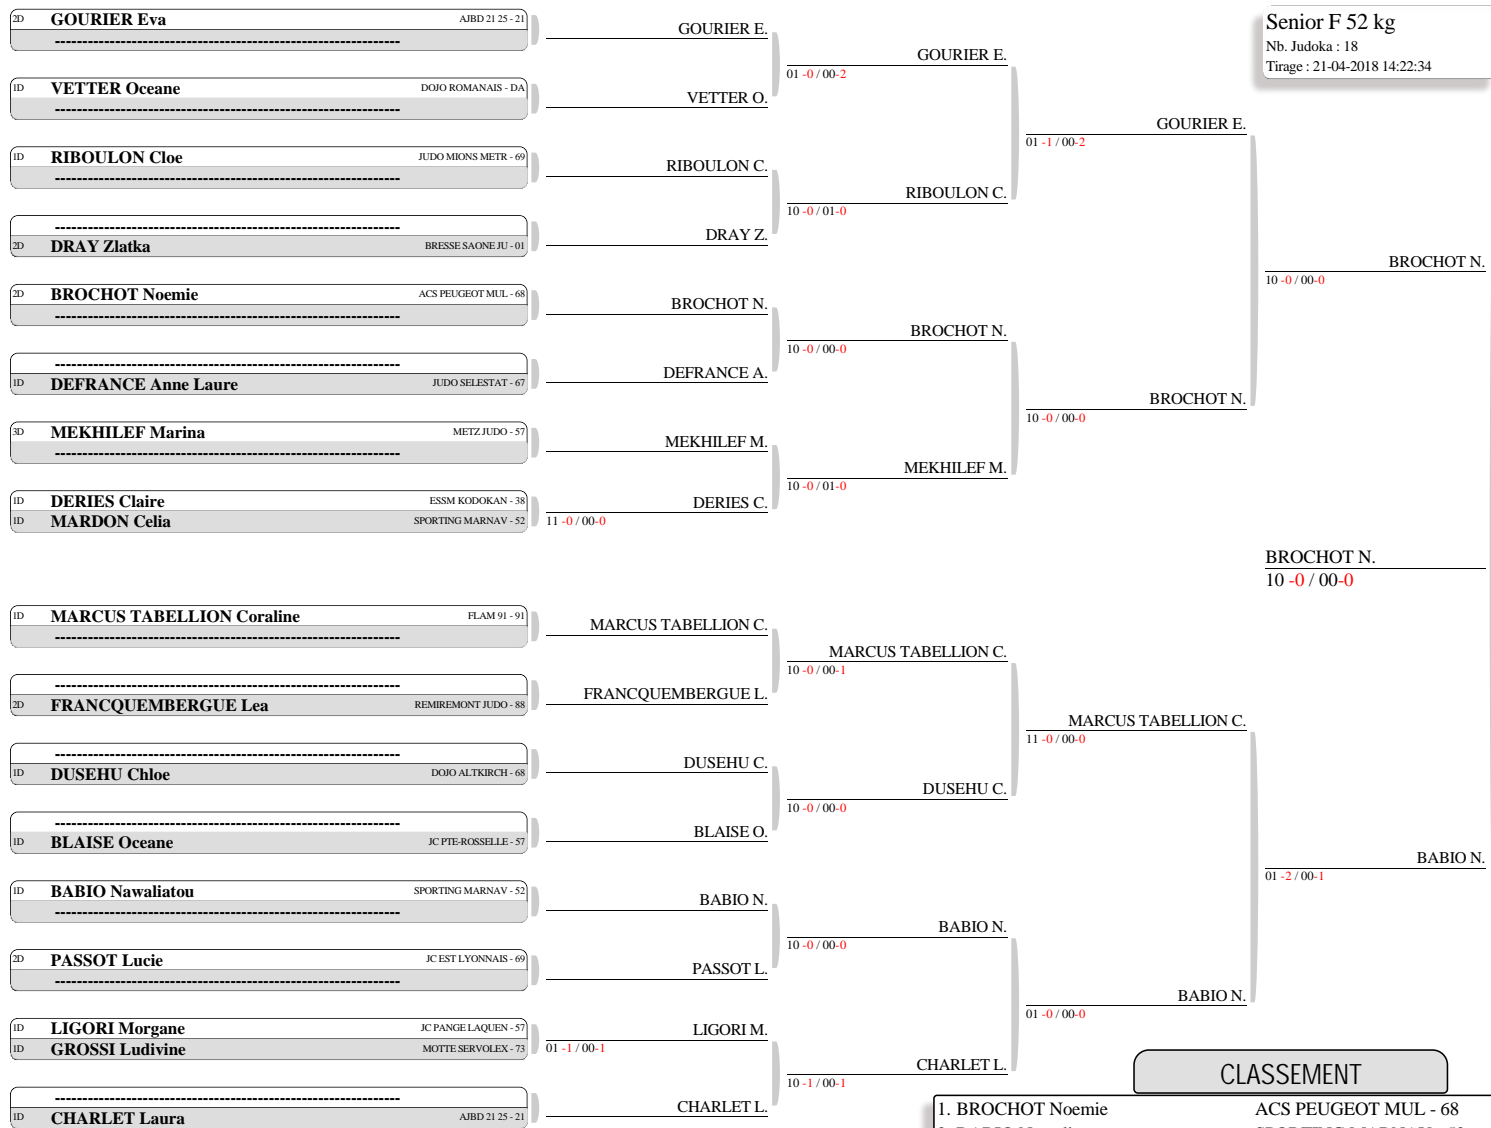 Senior F 52 kg
Nb. Judoka : 18
Tirage : 21-04-2018 14:22:34
2D GOURIER Eva AJBD 21 25 - 21
----------------------------------------------------------------
1D VETTER Oceane DOJO ROMANAIS - DA
----------------------------------------------------------------
1D RIBOULON Cloe JUDO MIONS METR - 69
----------------------------------------------------------------
----------------------------------------------------------------
2D DRAY Zlatka BRESSE SAONE JU - 01
2D BROCHOT Noemie ACS PEUGEOT MUL - 68
----------------------------------------------------------------
----------------------------------------------------------------
1D DEFRANCE Anne Laure JUDO SELESTAT - 67
3D MEKHILEF Marina METZ JUDO - 57
----------------------------------------------------------------
1D DERIES Claire ESSM KODOKAN - 38
1D MARDON Celia SPORTING MARNAV - 52
1D MARCUS TABELLION Coraline FLAM 91 - 91
----------------------------------------------------------------
----------------------------------------------------------------
2D FRANCQUEMBERGUE Lea REMIREMONT JUDO - 88
----------------------------------------------------------------
1D DUSEHU Chloe DOJO ALTKIRCH - 68
----------------------------------------------------------------
1D BLAISE Oceane JC PTE-ROSSELLE - 57
1D BABIO Nawaliatou SPORTING MARNAV - 52
----------------------------------------------------------------
2D PASSOT Lucie JC EST LYONNAIS - 69
----------------------------------------------------------------
1D LIGORI Morgane JC PANGE LAQUEN - 57
1D GROSSI Ludivine MOTTE SERVOLEX - 73
----------------------------------------------------------------
1D CHARLET Laura AJBD 21 25 - 21
GOURIER E.
VETTER O.
RIBOULON C.
DRAY Z.
BROCHOT N.
DEFRANCE A.
MEKHILEF M.
DERIES C.
11 -0 / 00-0
MARCUS TABELLION C.
FRANCQUEMBERGUE L.
DUSEHU C.
BLAISE O.
BABIO N.
PASSOT L.
LIGORI M.
01 -1 / 00-1
CHARLET L.
GOURIER E.
01 -0 / 00-2
RIBOULON C.
10 -0 / 01-0
BROCHOT N.
10 -0 / 00-0
MEKHILEF M.
10 -0 / 01-0
MARCUS TABELLION C.
10 -0 / 00-1
DUSEHU C.
10 -0 / 00-0
BABIO N.
10 -0 / 00-0
CHARLET L.
10 -1 / 00-1
GOURIER E.
01 -1 / 00-2
BROCHOT N.
10 -0 / 00-0
MARCUS TABELLION C.
11 -0 / 00-0
BABIO N.
01 -0 / 00-0
BROCHOT N.
10 -0 / 00-0
BABIO N.
01 -2 / 00-1
BROCHOT N.
10 -0 / 00-0
CLASSEMENT
1. BROCHOT Noemie ACS PEUGEOT MUL - 68